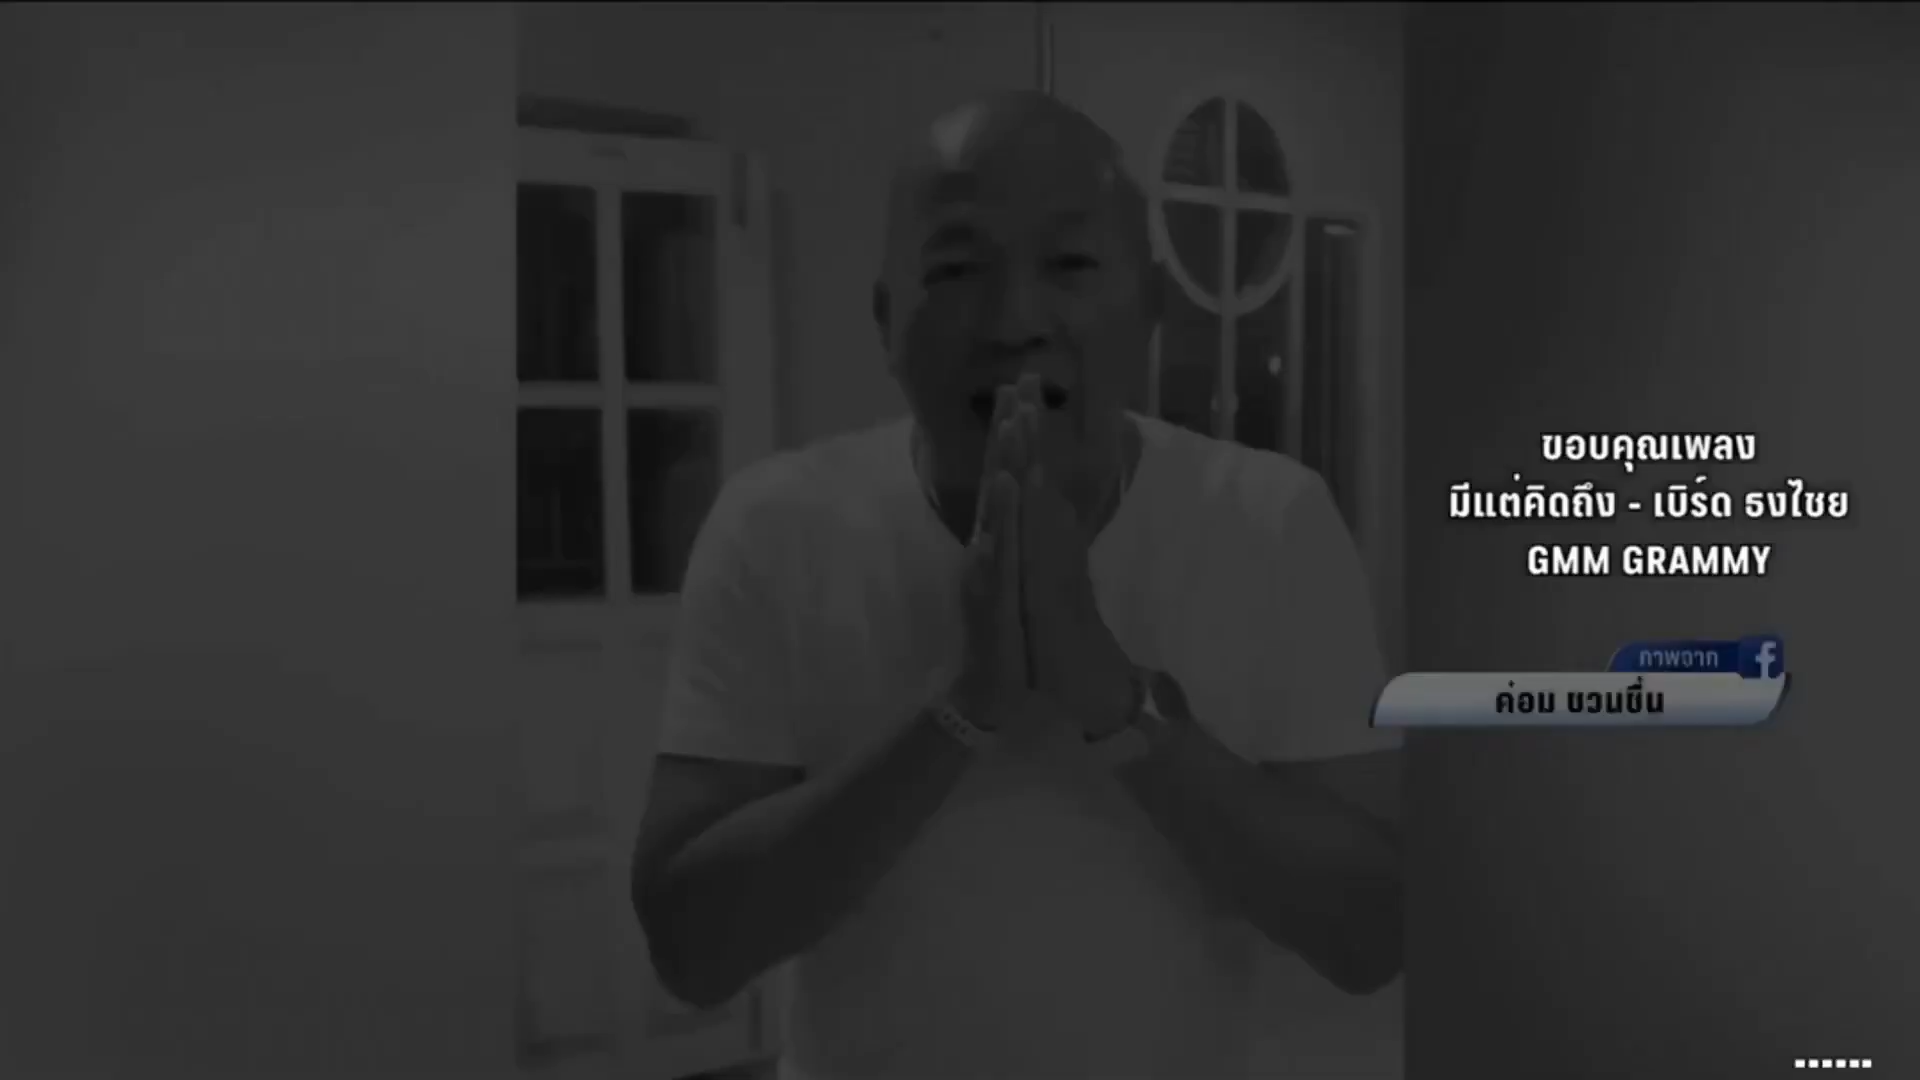 ขอบคุณเพลง
มีแต่คิดถึง - เบิร์ด ธงไชย
GMM GRAMMY
ภาพจาก f
ค่อม ชวนชื่น